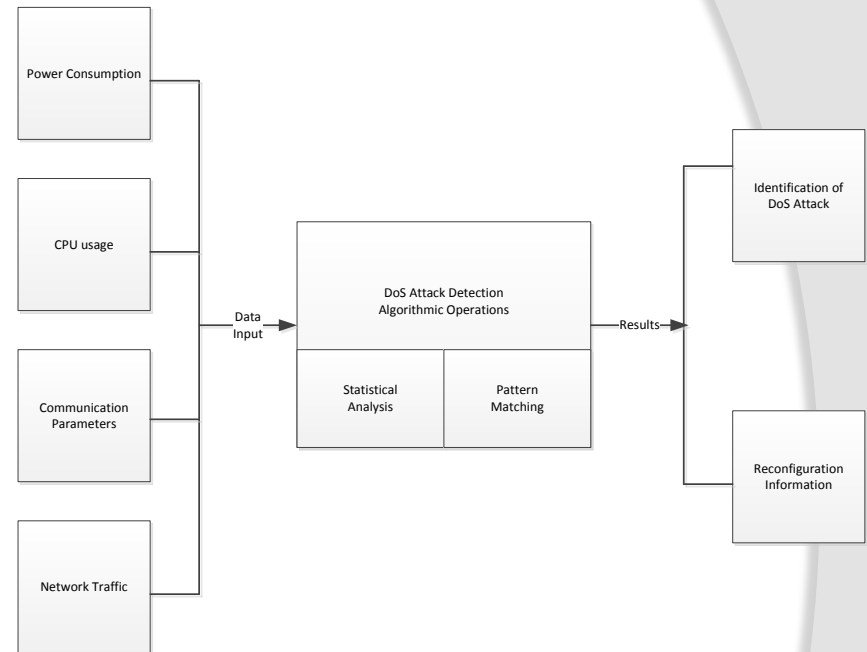 Power Consumption
CPU usage
Communication
Parameters
Network Traffic
Data
Input
DoS Attack Detection
Algorithmic Operations
Statistical
Analysis
Pattern
Matching
Results
Identification of
DoS Attack
Reconfiguration
Information